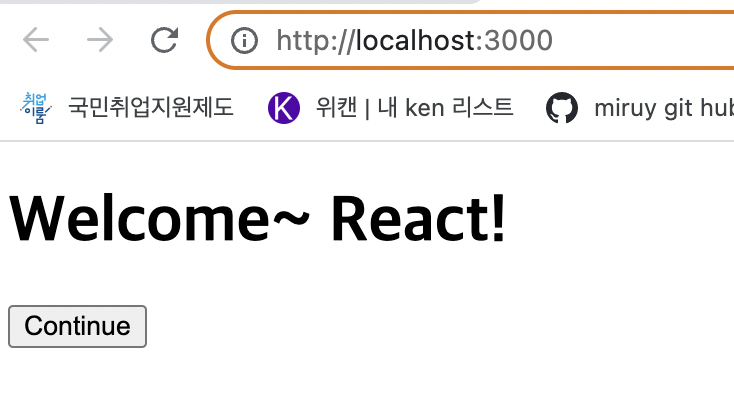 http://localhost:3000
취업이룸 국민취업지원제도 K 위캔 | 내 ken 리스트 miruy git hub
Welcome~ React!
Continue